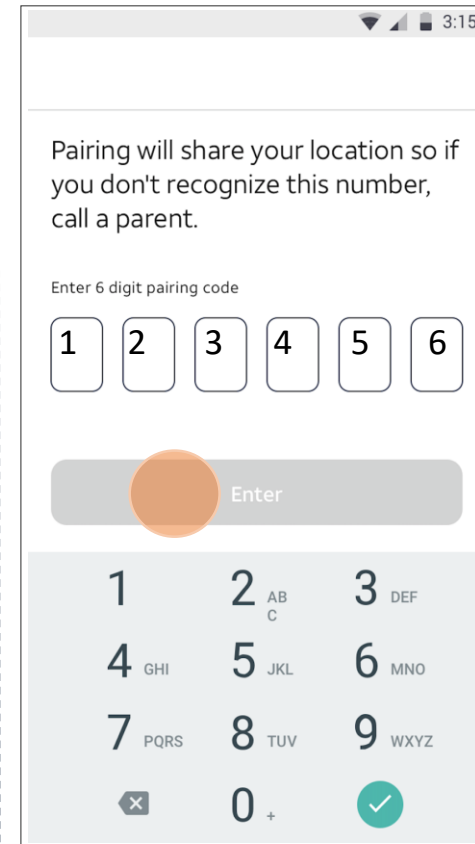 3:15
Pairing will share your location so if
you don't recognize this number,
call a parent.
Enter 6 digit pairing code
1 2 3 4 5 6
Enter
1 2 ABC 3 DEF
4 GHI 5 JKL 6 MNO
7 PQRS 8 TUV 9 WXYZ
0 +